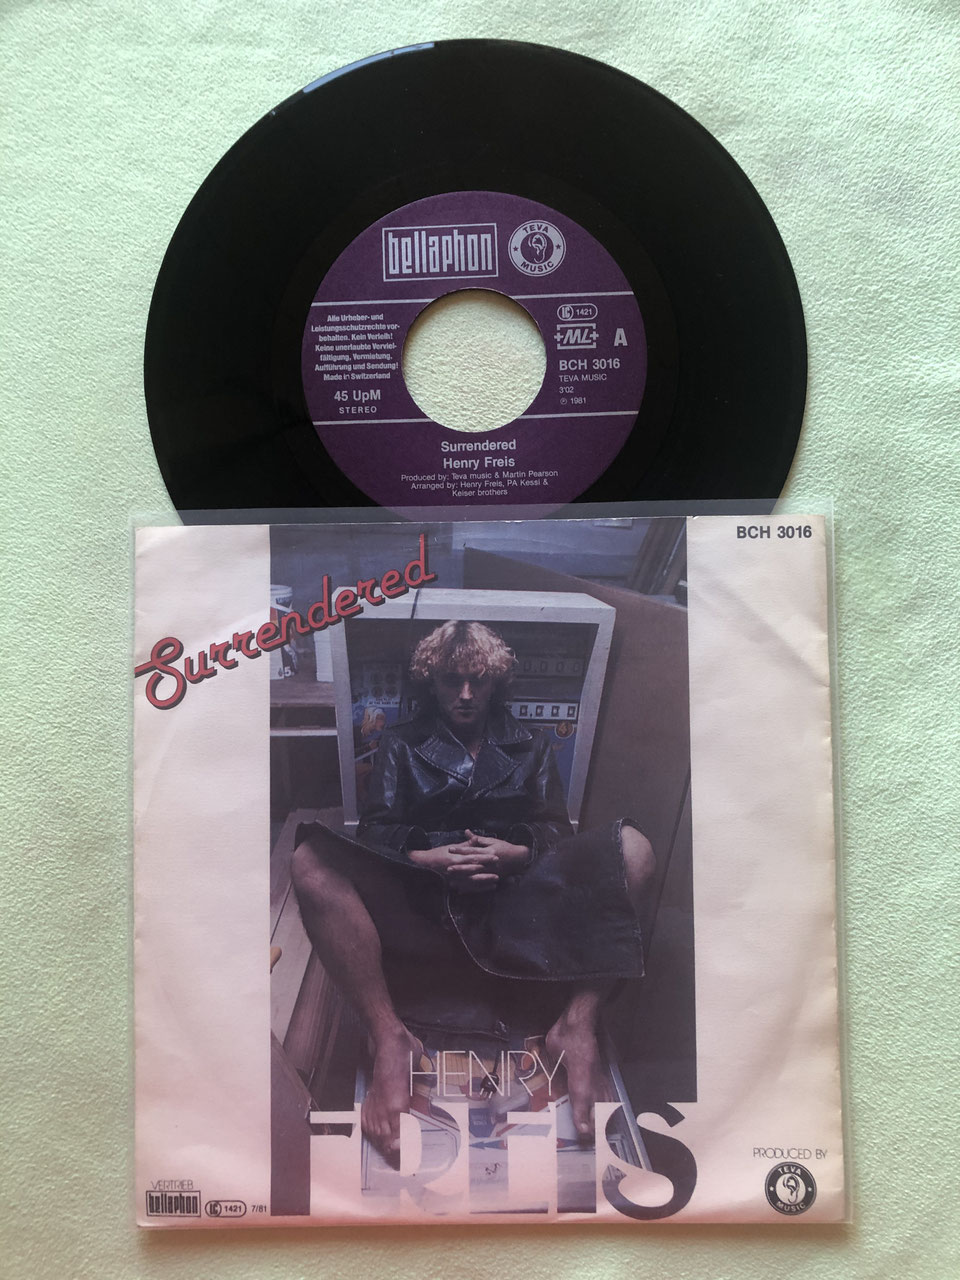 bellaphon
TEVA
MUSIC
Alle Urheber- und
Leistungsschutzrechte vor-
behalten. Kein Verleih!
Keine unerlaubte Verviel-
fältigung, Vermietung,
Aufführung und Sendung!
Made in Switzerland
45 UpM
STEREO
LC 1421
+ML+
A
BCH 3016
TEVA MUSIC
3'02
℗ 1981
Surrendered
Henry Freis
Produced by: Teva music & Martin Pearson
Arranged by: Henry Freis, PA Kessi &
Keiser brothers
BCH 3016
Surrendered
4
HENRY
FREIS
VERTRIEB
bellaphon
LC 1421
7/81
PRODUCED BY
TEVA
MUSIC